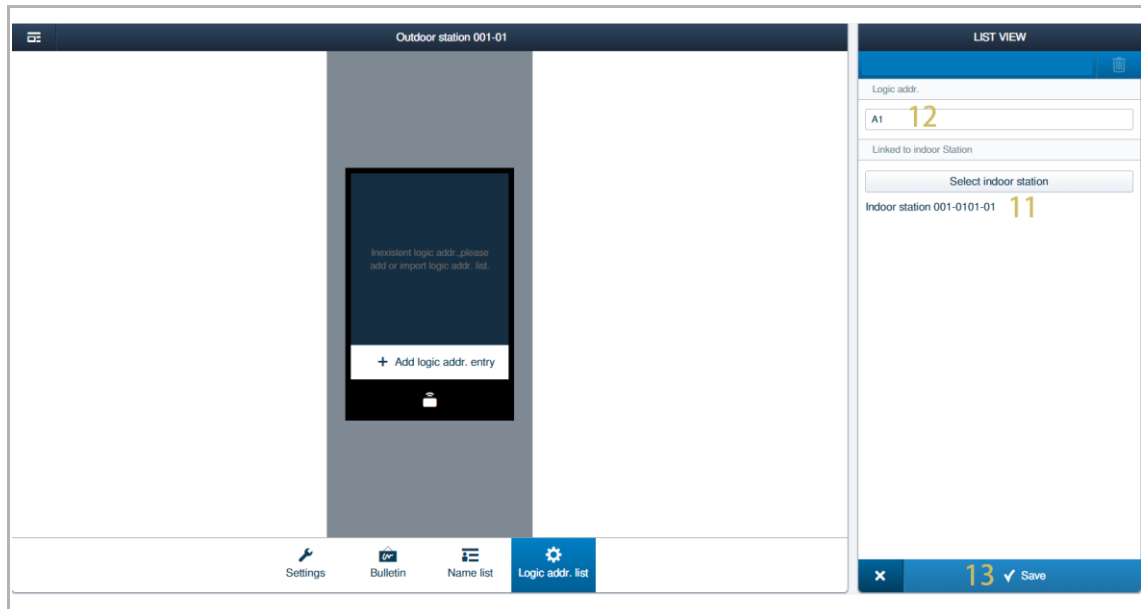 Outdoor station 001-01
LIST VIEW
Logic addr.
A1 12
Linked to indoor Station
Select indoor station
Indoor station 001-0101-01 11
Inexistent logic addr.,please
add or import logic addr. list.
+ Add logic addr. entry
Settings
Bulletin
Name list
Logic addr. list
13 Save